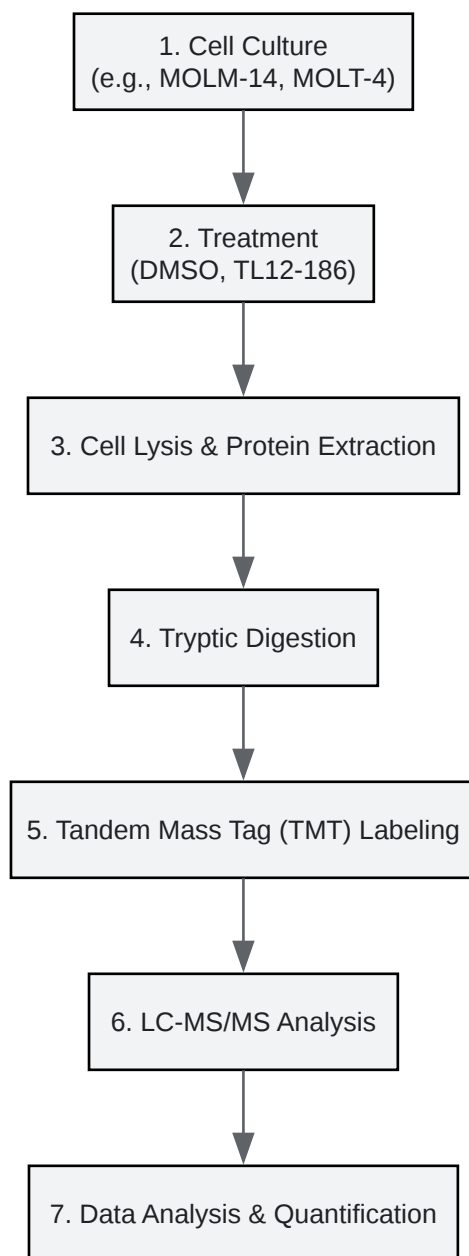 1. Cell Culture
(e.g., MOLM-14, MOLT-4)
2. Treatment
(DMSO, TL12-186)
3. Cell Lysis & Protein Extraction
4. Tryptic Digestion
5. Tandem Mass Tag (TMT) Labeling
6. LC-MS/MS Analysis
7. Data Analysis & Quantification